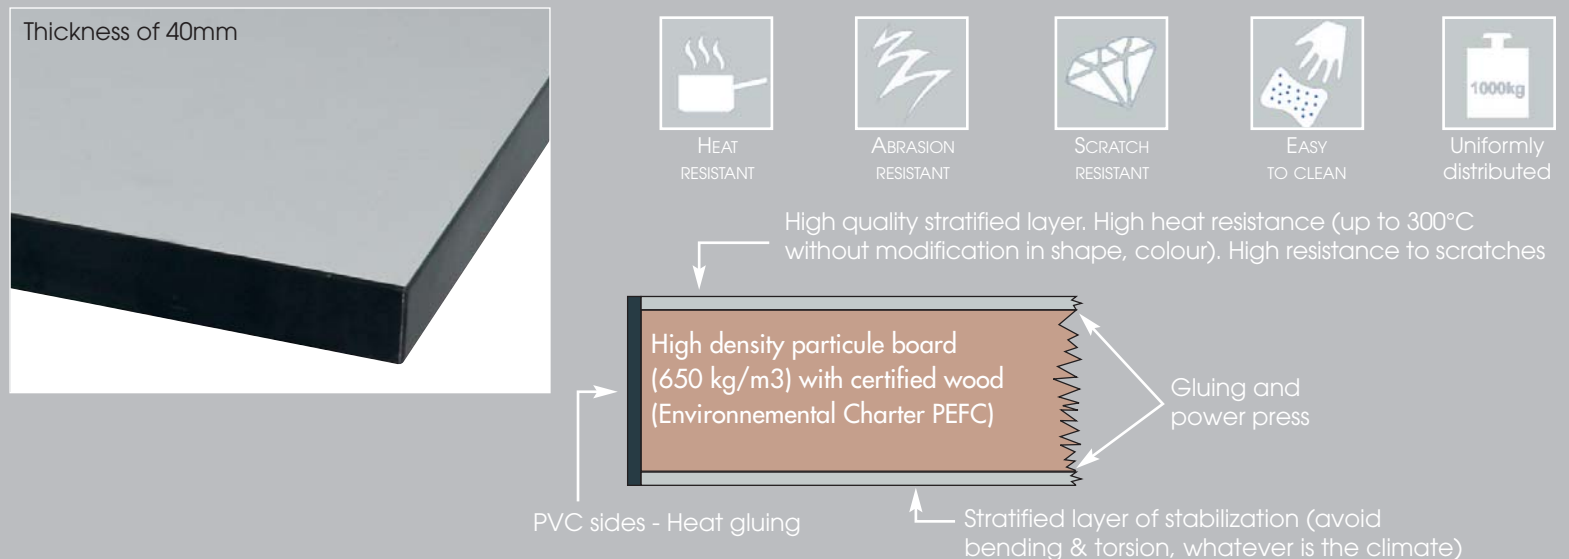 Thickness of 40mm
HEAT
RESISTANT
ABRASION
RESISTANT
SCRATCH
RESISTANT
EASY
TO CLEAN
1000kg
Uniformly
distributed
High quality stratified layer. High heat resistance (up to 300°C
without modification in shape, colour). High resistance to scratches
High density particule board
(650 kg/m3) with certified wood
(Environnemental Charter PEFC)
Gluing and
power press
PVC sides - Heat gluing
Stratified layer of stabilization (avoid
bending & torsion, whatever is the climate)